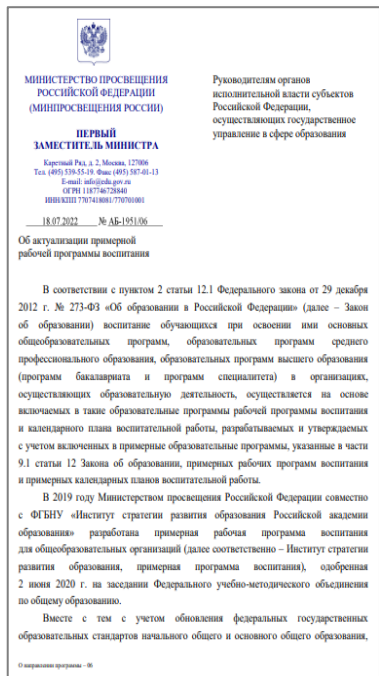 МИНИСТЕРСТВО ПРОСВЕЩЕНИЯ
РОССИЙСКОЙ ФЕДЕРАЦИИ
(МИНПРОСВЕЩЕНИЯ РОССИИ)
ПЕРВЫЙ
ЗАМЕСТИТЕЛЬ МИНИСТРА
Каретный Ряд, д. 2, Москва, 127006
Тел. (495) 539-55-19. Факс (495) 587-01-13
E-mail: info@edu.gov.ru
ОГРН 1187746728840
ИНН/КПП 7707418081/770701001
18.07.2022 № АБ-1951/06
Об актуализации примерной
рабочей программы воспитания
Руководителям органов
исполнительной власти субъектов
Российской Федерации,
осуществляющих государственное
управление в сфере образования
В соответствии с пунктом 2 статьи 12.1 Федерального закона от 29 декабря
2012 г. № 273-ФЗ «Об образовании в Российской Федерации» (далее – Закон
об образовании) воспитание обучающихся при освоении ими основных
общеобразовательных программ, образовательных программ среднего
профессионального образования, образовательных программ высшего образования
(программ бакалавриата и программ специалитета) в организациях,
осуществляющих образовательную деятельность, осуществляется на основе
включаемых в такие образовательные программы рабочей программы воспитания
и календарного плана воспитательной работы, разрабатываемых и утверждаемых
с учетом включенных в примерные образовательные программы, указанные в части
9.1 статьи 12 Закона об образовании, примерных рабочих программ воспитания
и примерных календарных планов воспитательной работы.
В 2019 году Министерством просвещения Российской Федерации совместно
с ФГБНУ «Институт стратегии развития образования Российской академии
образования» разработана примерная рабочая программа воспитания
для общеобразовательных организаций (далее соответственно – Институт стратегии
развития образования, примерная программа воспитания), одобренная
2 июня 2020 г. на заседании Федерального учебно-методического объединения
по общему образованию.
Вместе с тем с учетом обновления федеральных государственных
образовательных стандартов начального общего и основного общего образования,
О направлении программы – 06